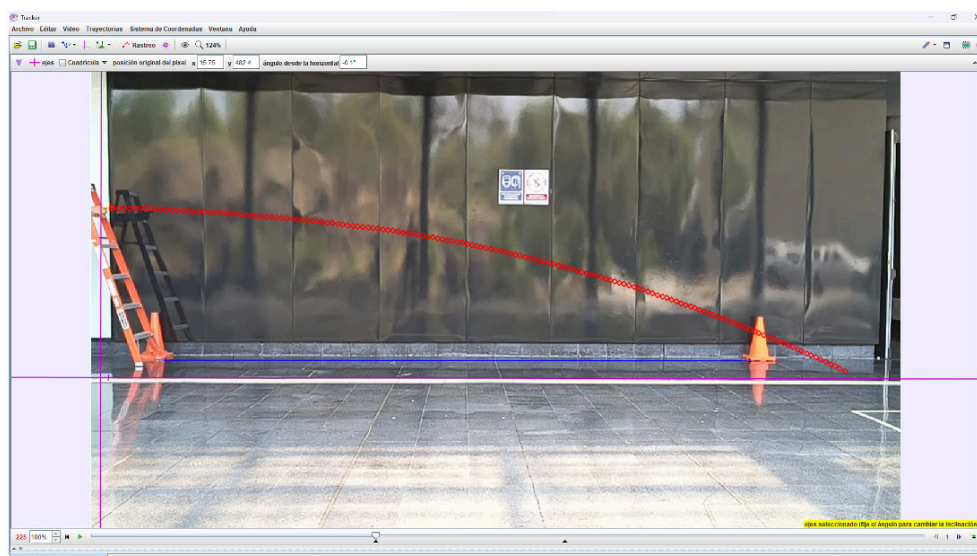 Tracker
Archivo Editar Video Trayectorias Sistema de Coordenadas Ventana Ayuda
Rastreo 124%
ejes Cuadrícula posición original del pixel x 15.75 y 482.4 ángulo desde la horizontal -0.1°
ejes seleccionado (fija el ángulo para cambiar la inclinación
225 100% 1